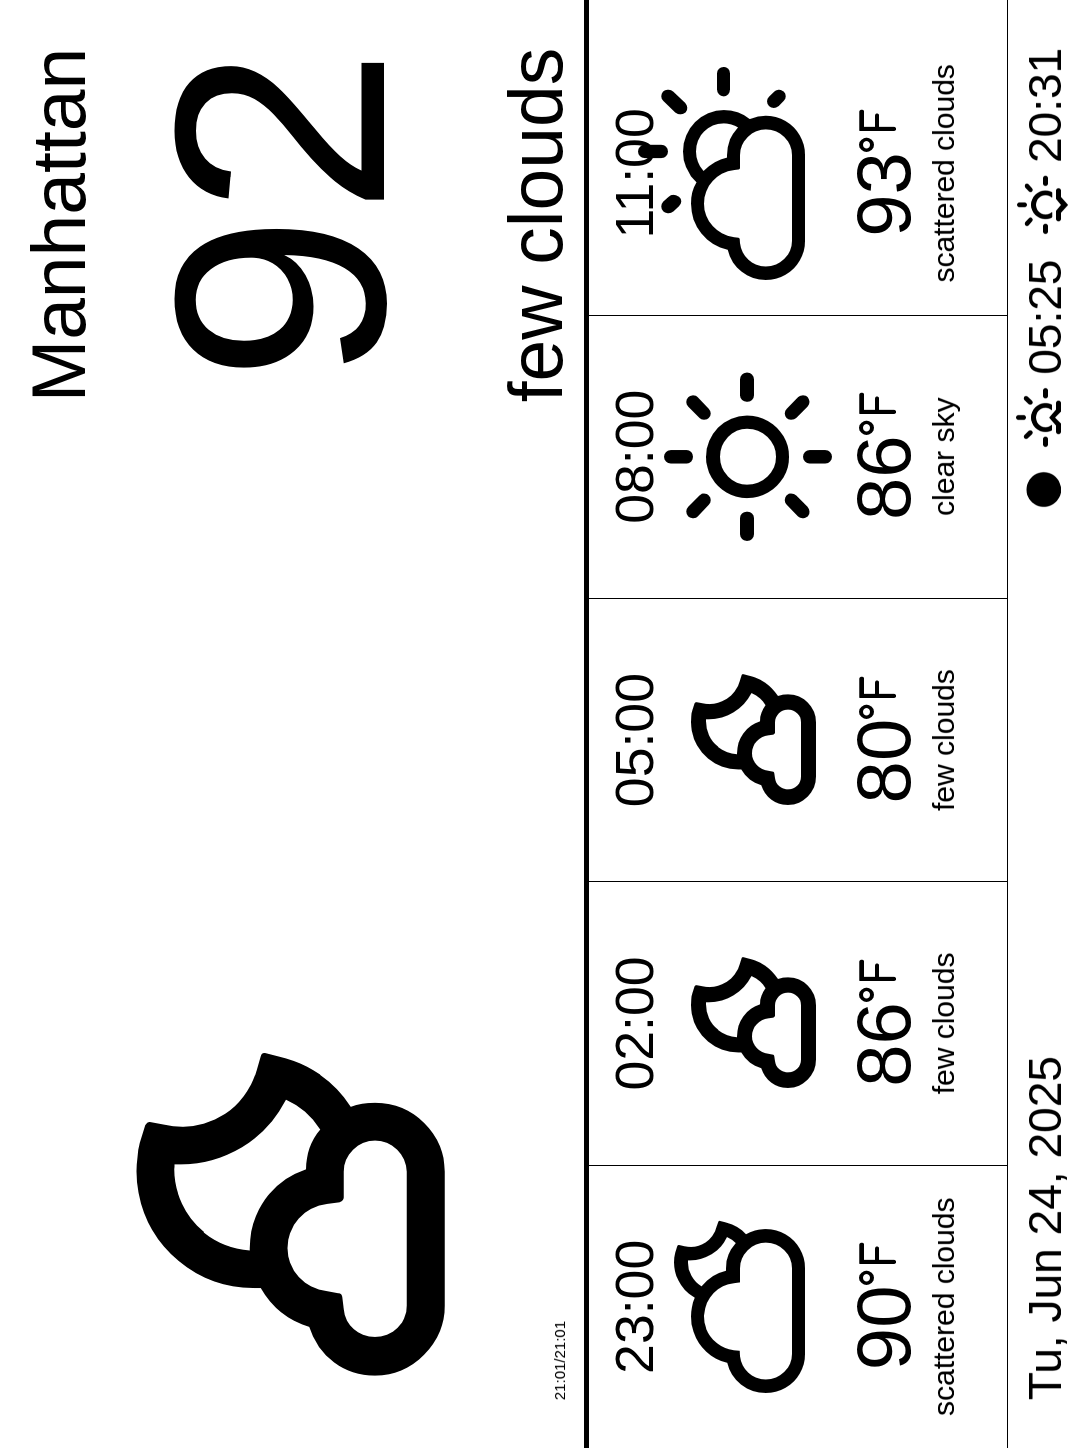 Manhattan
92
few clouds
21:01/21:01
23:00
90°F
scattered clouds
02:00
86°F
few clouds
05:00
80°F
few clouds
08:00
86°F
clear sky
11:00
93°F
scattered clouds
Tu, Jun 24, 2025
05:25
20:31